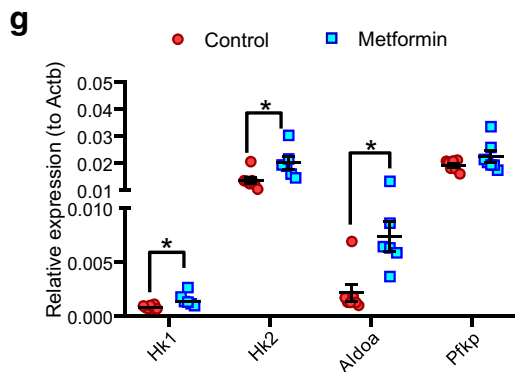 g
Control Metformin
Relative expression (to Actb)
0.05
0.04
0.03
0.02
0.01
0.010
0.005
0.000
*
*
*
Hk1 Hk2 Aldoa Pfkp